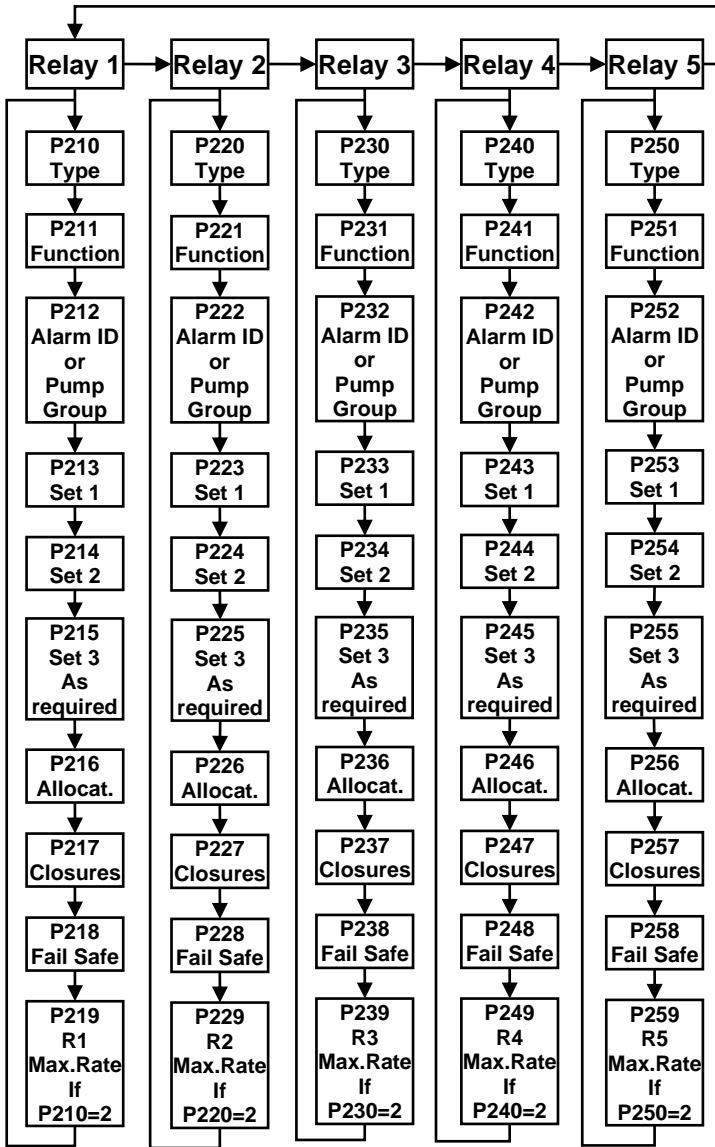 Relay 1
Relay 2
Relay 3
Relay 4
Relay 5
P210
Type
P211
Function
P212
Alarm ID
or
Pump
Group
P213
Set 1
P214
Set 2
P215
Set 3
As
required
P216
Allocat.
P217
Closures
P218
Fail Safe
P219
R1
Max.Rate
If
P210=2
P220
Type
P221
Function
P222
Alarm ID
or
Pump
Group
P223
Set 1
P224
Set 2
P225
Set 3
As
required
P226
Allocat.
P227
Closures
P228
Fail Safe
P229
R2
Max.Rate
If
P220=2
P230
Type
P231
Function
P232
Alarm ID
or
Pump
Group
P233
Set 1
P234
Set 2
P235
Set 3
As
required
P236
Allocat.
P237
Closures
P238
Fail Safe
P239
R3
Max.Rate
If
P230=2
P240
Type
P241
Function
P242
Alarm ID
or
Pump
Group
P243
Set 1
P244
Set 2
P245
Set 3
As
required
P246
Allocat.
P247
Closures
P248
Fail Safe
P249
R4
Max.Rate
If
P240=2
P250
Type
P251
Function
P252
Alarm ID
or
Pump
Group
P253
Set 1
P254
Set 2
P255
Set 3
As
required
P256
Allocat.
P257
Closures
P258
Fail Safe
P259
R5
Max.Rate
If
P250=2